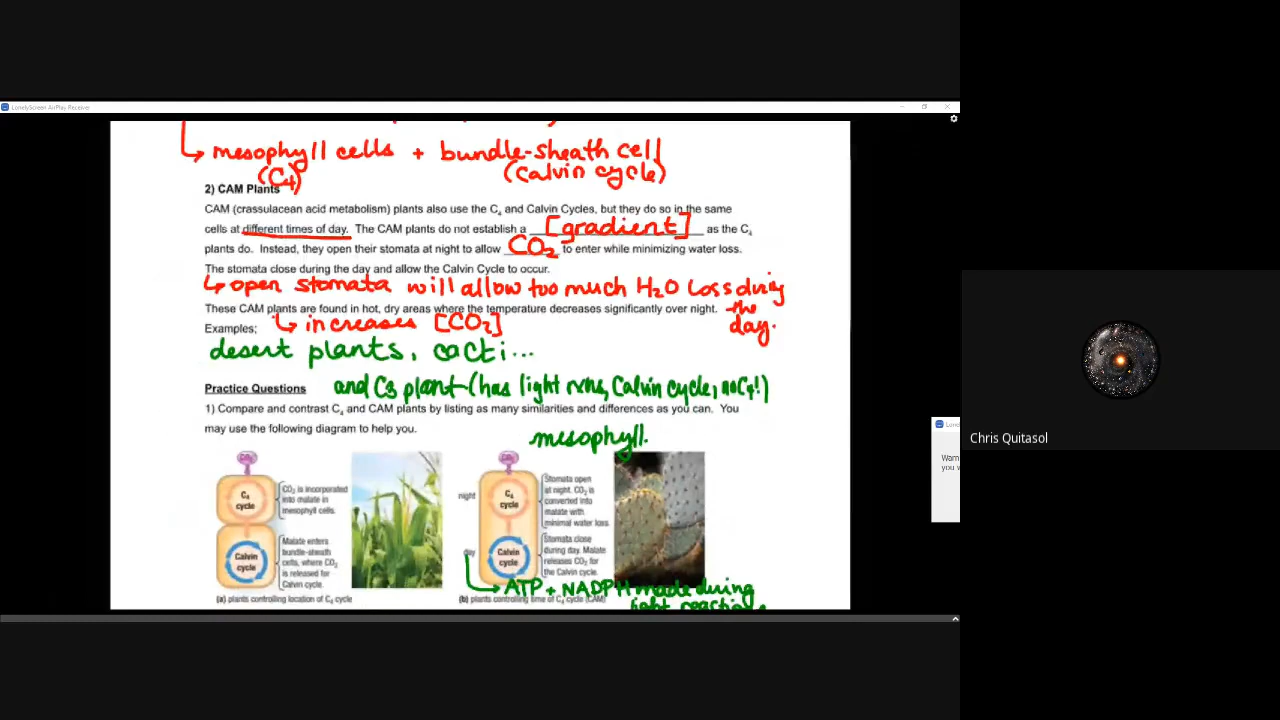 LonelyScreen AirPlay Receiver
↳ mesophyll cells + bundle-sheath cell
(C4) (Calvin cycle)
2) CAM Plants
CAM (crassulacean acid metabolism) plants also use the C4 and Calvin Cycles, but they do so in the same
cells at different times of day. The CAM plants do not establish a [gradient] as the C4
plants do. Instead, they open their stomata at night to allow CO2 to enter while minimizing water loss.
The stomata close during the day and allow the Calvin Cycle to occur.
↳ open stomata will allow too much H2O loss during the day.
These CAM plants are found in hot, dry areas where the temperature decreases significantly over night.
↳ increases [CO2]
Examples:
desert plants, cacti...
Practice Questions
and C3 plant (has light rxns, Calvin cycle, no C4!)
1) Compare and contrast C4 and CAM plants by listing as many similarities and differences as you can. You
may use the following diagram to help you.
mesophyll.
CO2
C4
cycle
CO2 is incorporated
into malate in
mesophyll cells.
Calvin
cycle
Malate enters
bundle-sheath
cells, where CO2
is released for
Calvin cycle.
(a) plants controlling location of C4 cycle
CO2
night
C4
cycle
Stomata open
at night. CO2 is
converted into
malate with
minimal water loss.
day
Calvin
cycle
Stomata close
during day. Malate
releases CO2 for
the Calvin cycle.
(b) plants controlling time of C4 cycle (CAM)
→ ATP + NADPH made during
light reactions
Chris Quitasol